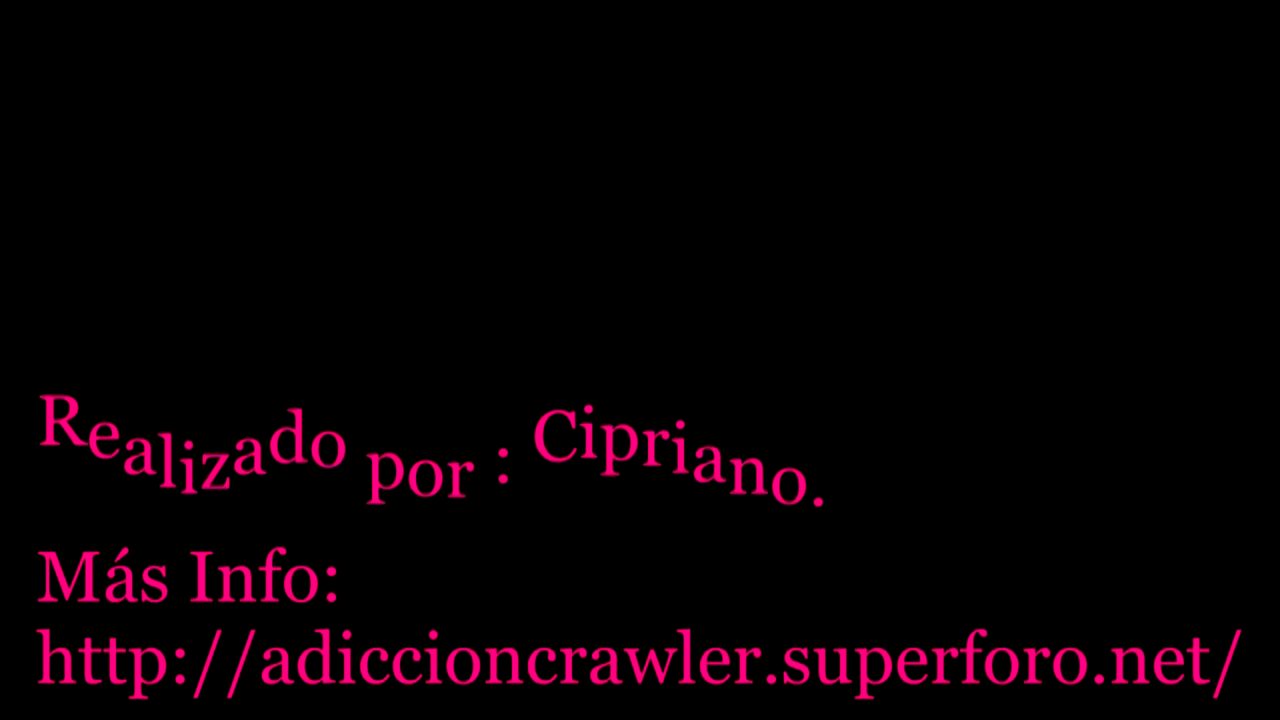 Realizado por : Cipriano.
Más Info:
http://adiccioncrawler.superforo.net/